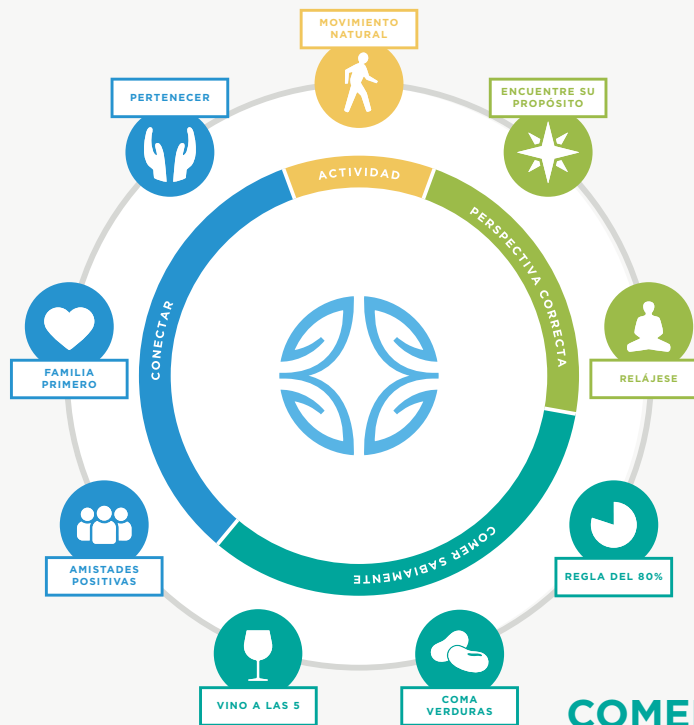 MOVIMIENTO
NATURAL
PERTENECER
ENCUENTRE SU
PROPÓSITO
ACTIVIDAD
PERSPECTIVA CORRECTA
CONECTAR
FAMILIA
PRIMERO
RELÁJESE
AMISTADES
POSITIVAS
COMER SABIAMENTE
REGLA DEL 80%
VINO A LAS 5
COMA
VERDURAS
COME